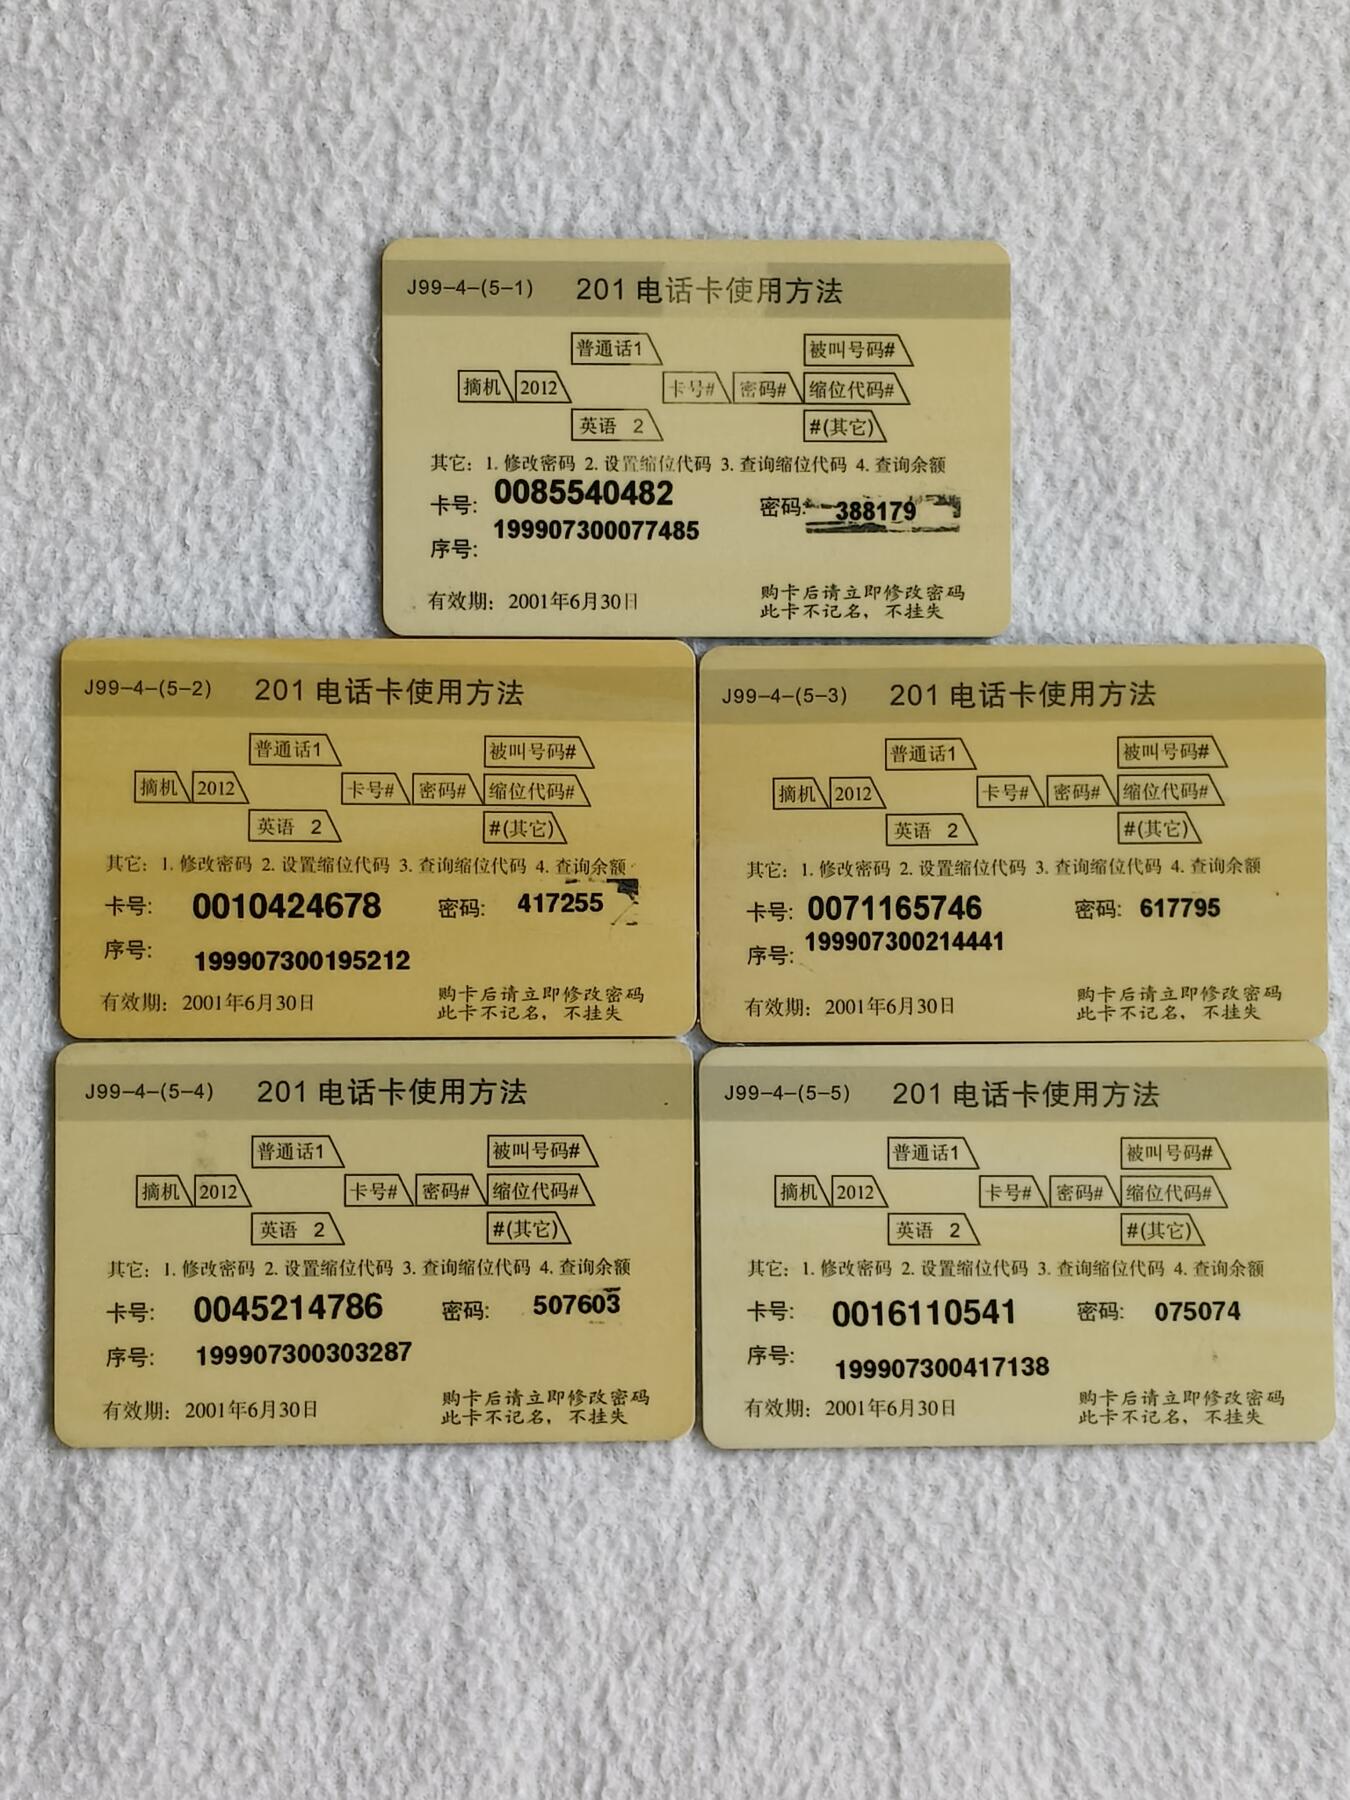 J99-4-(5-1) 201 电话卡使用方法
普通话1 被叫号码#
摘机 2012 卡号# 密码# 缩位代码#
英语 2 #(其它)
其它: 1. 修改密码 2. 设置缩位代码 3. 查询缩位代码 4. 查询余额
卡号: 0085540482 密码: 388179
序号: 199907300077485
有效期: 2001年6月30日 购卡后请立即修改密码
此卡不记名, 不挂失
J99-4-(5-2) 201 电话卡使用方法
普通话1 被叫号码#
摘机 2012 卡号# 密码# 缩位代码#
英语 2 #(其它)
其它: 1. 修改密码 2. 设置缩位代码 3. 查询缩位代码 4. 查询余额
卡号: 0010424678 密码: 417255
序号: 199907300195212
有效期: 2001年6月30日 购卡后请立即修改密码
此卡不记名, 不挂失
J99-4-(5-3) 201 电话卡使用方法
普通话1 被叫号码#
摘机 2012 卡号# 密码# 缩位代码#
英语 2 #(其它)
其它: 1. 修改密码 2. 设置缩位代码 3. 查询缩位代码 4. 查询余额
卡号: 0071165746 密码: 617795
序号: 199907300214441
有效期: 2001年6月30日 购卡后请立即修改密码
此卡不记名, 不挂失
J99-4-(5-4) 201 电话卡使用方法
普通话1 被叫号码#
摘机 2012 卡号# 密码# 缩位代码#
英语 2 #(其它)
其它: 1. 修改密码 2. 设置缩位代码 3. 查询缩位代码 4. 查询余额
卡号: 0045214786 密码: 507603
序号: 199907300303287
有效期: 2001年6月30日 购卡后请立即修改密码
此卡不记名, 不挂失
J99-4-(5-5) 201 电话卡使用方法
普通话1 被叫号码#
摘机 2012 卡号# 密码# 缩位代码#
英语 2 #(其它)
其它: 1. 修改密码 2. 设置缩位代码 3. 查询缩位代码 4. 查询余额
卡号: 0016110541 密码: 075074
序号: 199907300417138
有效期: 2001年6月30日 购卡后请立即修改密码
此卡不记名, 不挂失